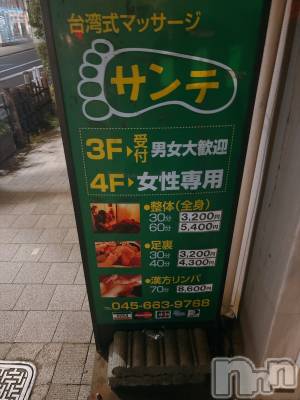 台湾式マッサージ
サンテ
3F▶受付 男女大歓迎
4F▶女性専用
●整体(全身)
30分 3,200円
60分 5,400円
●足裏
30分 3,200円
40分 4,300円
●漢方リンパ
70分 8,600円
045-663-9768